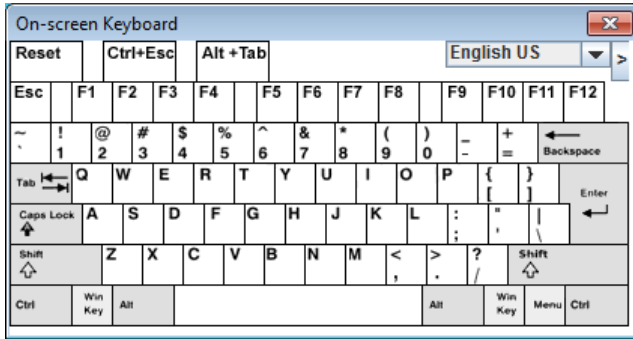 On-screen Keyboard
Reset Ctrl+Esc Alt +Tab English US >
Esc F1 F2 F3 F4 F5 F6 F7 F8 F9 F10 F11 F12
~ ! @ # $ % ^ & * ( ) _ +
` 1 2 3 4 5 6 7 8 9 0 - = Backspace
Tab Q W E R T Y U I O P { }
[ ] Enter
Caps Lock A S D F G H J K L : " |
; ' \
Shift Z X C V B N M < > ? Shift
, . /
Ctrl Win Key Alt Alt Win Key Menu Ctrl